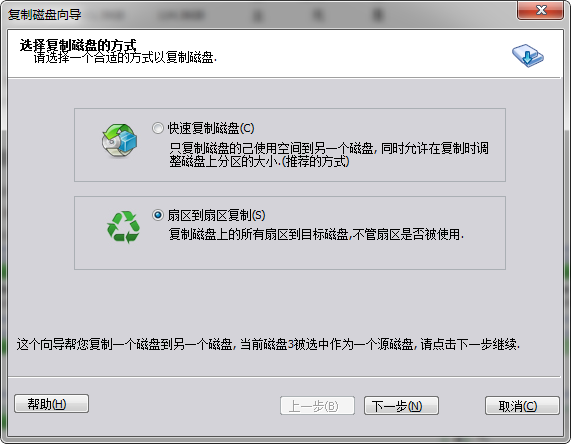 复制磁盘向导
选择复制磁盘的方式
请选择一个合适的方式以复制磁盘.
快速复制磁盘(C)
只复制磁盘的已使用空间到另一个磁盘, 同时允许在复制时调
整磁盘上分区的大小.(推荐的方式)
扇区到扇区复制(S)
复制磁盘上的所有扇区到目标磁盘,不管扇区是否被使用.
这个向导帮您复制一个磁盘到另一个磁盘, 当前磁盘3被选中作为一个源磁盘, 请点击下一步继续.
帮助(H) 上一步(B) 下一步(N) 取消(C)